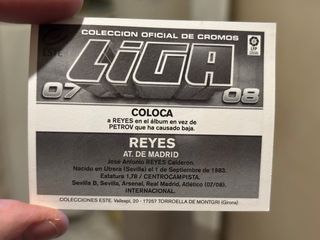 COLECCION OFICIAL DE CROMOS
LFP
LIGA
07 08
COLOCA
a REYES en el álbum en vez de
PETROV que ha causado baja.
REYES
AT. DE MADRID
José Antonio REYES Calderón.
Nacido en Utrera (Sevilla) el 1 de Septiembre de 1983.
Estatura 1,78 / CENTROCAMPISTA.
Sevilla B, Sevilla, Arsenal, Real Madrid, Atlético (07/08).
INTERNACIONAL.
COLECCIONES ESTE. Vallespi, 20 - 17257 TORROELLA DE MONTGRI (Girona)